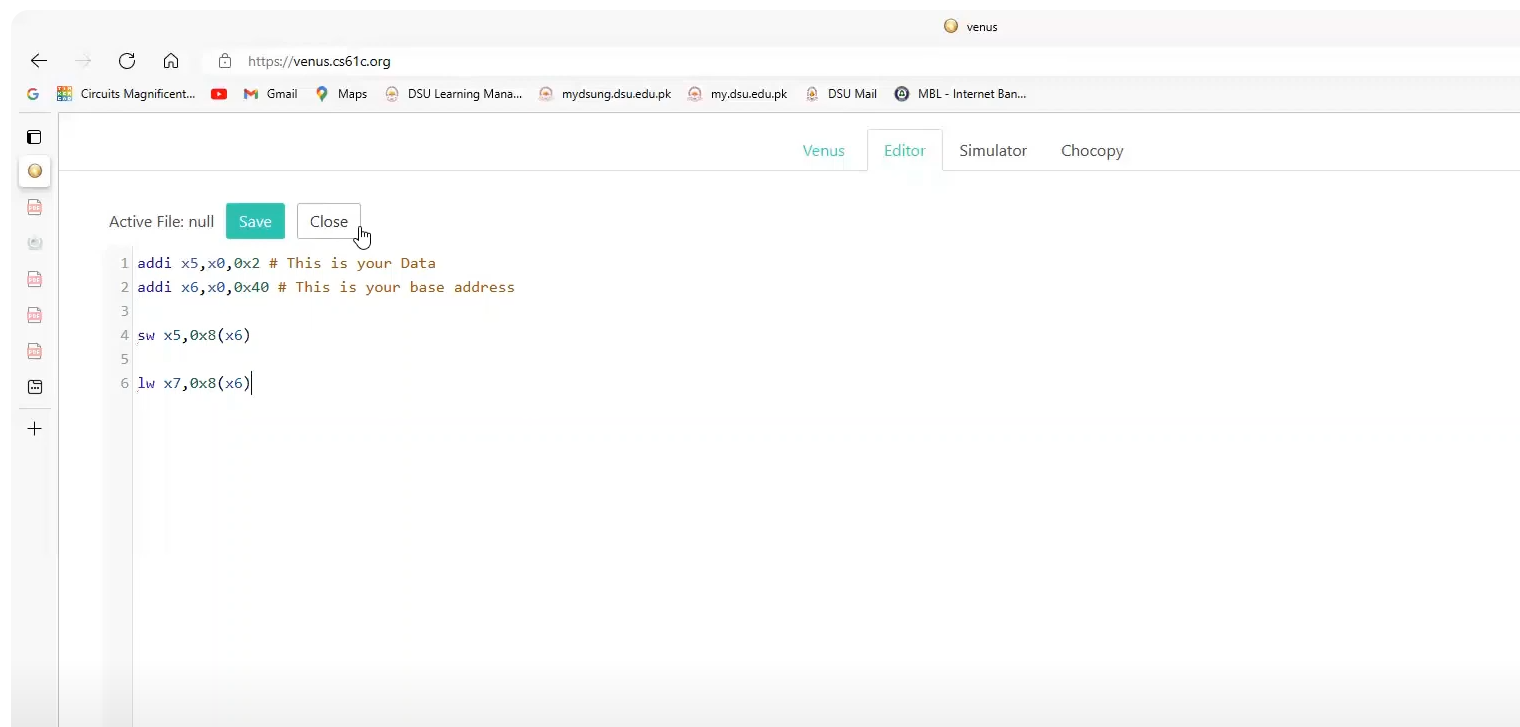 venus
https://venus.cs61c.org
Circuits Magnificent... Gmail Maps DSU Learning Mana... mydsung.dsu.edu.pk my.dsu.edu.pk DSU Mail MBL - Internet Ban...
Venus Editor Simulator Chocopy
Active File: null Save Close
1 addi x5,x0,0x2 # This is your Data
2 addi x6,x0,0x40 # This is your base address
3
4 sw x5,0x8(x6)
5
6 lw x7,0x8(x6)